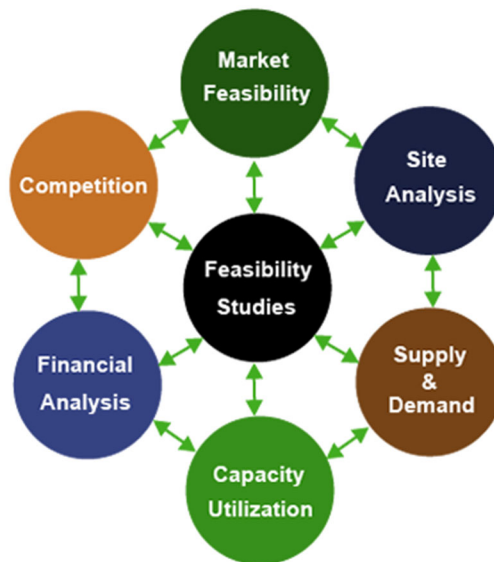 Market
Feasibility
Competition
Site
Analysis
Feasibility
Studies
Financial
Analysis
Supply
&
Demand
Capacity
Utilization